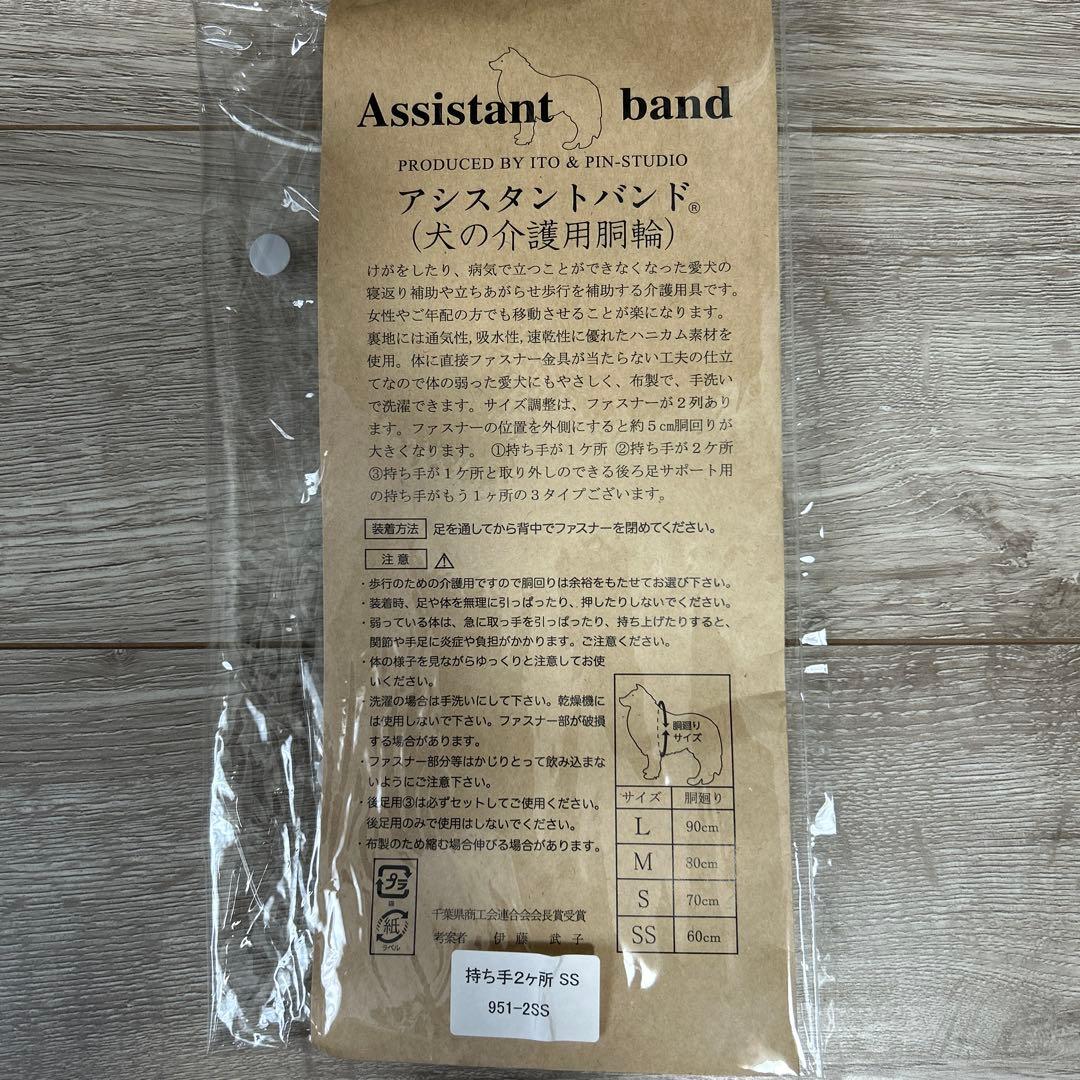 Assistant band
PRODUCED BY ITO & PIN-STUDIO
アシスタントバンド®
(犬の介護用胴輪)
けがをしたり、病気で立つことができなくなった愛犬の
寝返り補助や立ちあがらせ歩行を補助する介護用具です。
女性やご年配の方でも移動させることが楽になります。
裏地には通気性,吸水性,速乾性に優れたハニカム素材を
使用。体に直接ファスナー金具が当たらない工夫の仕立
てなので体の弱った愛犬にもやさしく、布製で、手洗い
で洗濯できます。サイズ調整は、ファスナーが2列あり
ます。ファスナーの位置を外側にすると約5cm胴回りが
大きくなります。 ①持ち手が1ケ所 ②持ち手が2ケ所
③持ち手が1ケ所と取り外しのできる後ろ足サポート用
の持ち手がもう1ヶ所の3タイプございます。
装着方法 足を通してから背中でファスナーを閉めてください。
注意 ⚠
・歩行のための介護用ですので胴回りは余裕をもたせてお選び下さい。
・装着時、足や体を無理に引っぱったり、押したりしないでください。
・弱っている体は、急に取っ手を引っぱったり、持ち上げたりすると、
関節や手足に炎症や負担がかかります。ご注意ください。
・体の様子を見ながらゆっくりと注意してお使
いください。
・洗濯の場合は手洗いにして下さい。乾燥機に
は使用しないで下さい。ファスナー部が破損
する場合があります。
・ファスナー部分等はかじりとって飲み込まな
いようにご注意下さい。
・後足用③は必ずセットしてご使用ください。
後足用のみで使用はしないでください。
・布製のため縮む場合伸びる場合があります。
胴廻り
サイズ
サイズ 胴廻り
L 90cm
M 80cm
S 70cm
SS 60cm
プラ
袋
紙
ラベル
千葉県商工会連合会会長賞受賞
考案者 伊藤 武子
持ち手2ヶ所 SS
951-2SS